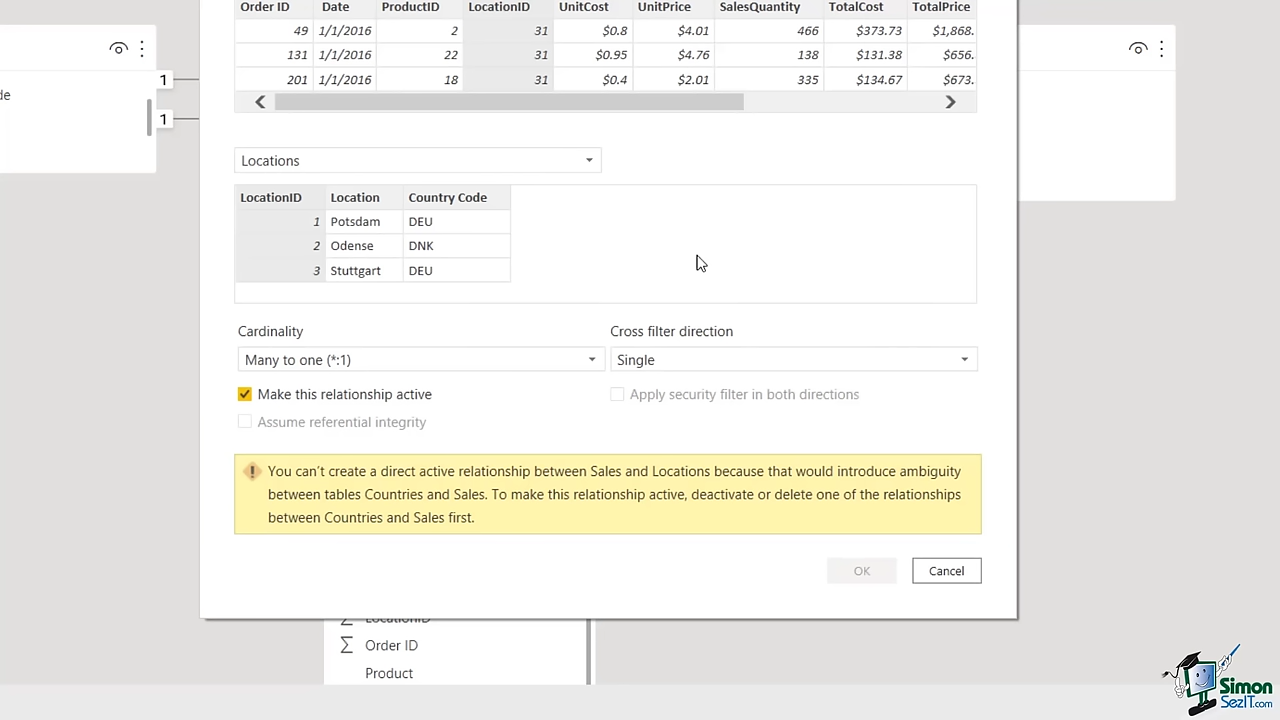 Order ID Date ProductID LocationID UnitCost UnitPrice SalesQuantity TotalCost TotalPrice
49 1/1/2016 2 31 $0.8 $4.01 466 $373.73 $1,868.
131 1/1/2016 22 31 $0.95 $4.76 138 $131.38 $656.
201 1/1/2016 18 31 $0.4 $2.01 335 $134.67 $673.
1
de
1
Locations
LocationID Location Country Code
1 Potsdam DEU
2 Odense DNK
3 Stuttgart DEU
Cardinality Cross filter direction
Many to one (*:1) Single
Make this relationship active Apply security filter in both directions
Assume referential integrity
You can't create a direct active relationship between Sales and Locations because that would introduce ambiguity
between tables Countries and Sales. To make this relationship active, deactivate or delete one of the relationships
between Countries and Sales first.
OK Cancel
LocationID
Order ID
Product
Simon
SezIT.com